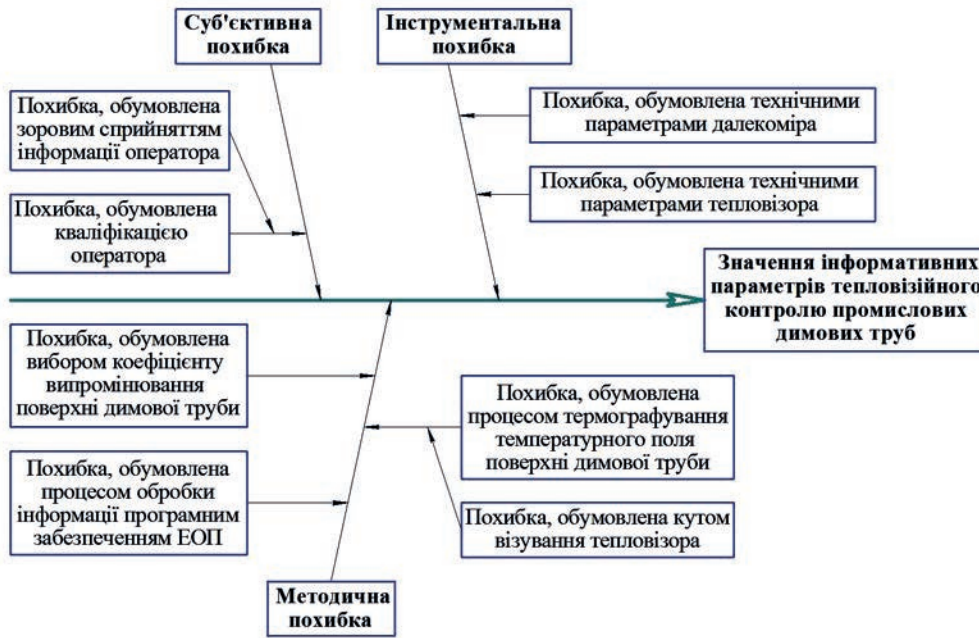 Суб'єктивна
похибка
Інструментальна
похибка
Похибка, обумовлена
зоровим сприйняттям
інформації оператора
Похибка, обумовлена
кваліфікацією
оператора
Похибка, обумовлена технічними
параметрами далекоміра
Похибка, обумовлена технічними
параметрами тепловізора
Значення інформативних
параметрів тепловізійного
контролю промислових
димових труб
Похибка, обумовлена
вибором коефіцієнту
випромінювання
поверхні димової труби
Похибка, обумовлена
процесом обробки
інформації програмним
забезпеченням ЕОП
Похибка, обумовлена
процесом термографування
температурного поля
поверхні димової труби
Похибка, обумовлена кутом
візування тепловізора
Методична
похибка